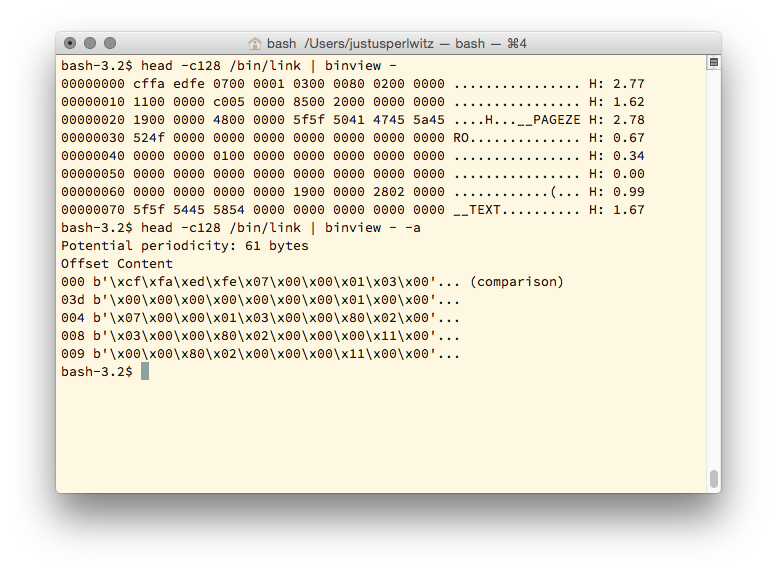 bash /Users/justusperlwitz — bash — ⌘4
bash-3.2$ head -c128 /bin/link | binview -
00000000 cffa edfe 0700 0001 0300 0080 0200 0000 ................ H: 2.77
00000010 1100 0000 c005 0000 8500 2000 0000 0000 ................ H: 1.62
00000020 1900 0000 4800 0000 5f5f 5041 4745 5a45 ....H...__PAGEZE H: 2.78
00000030 524f 0000 0000 0000 0000 0000 0000 0000 RO.............. H: 0.67
00000040 0000 0000 0100 0000 0000 0000 0000 0000 ................ H: 0.34
00000050 0000 0000 0000 0000 0000 0000 0000 0000 ................ H: 0.00
00000060 0000 0000 0000 0000 1900 0000 2802 0000 ............(... H: 0.99
00000070 5f5f 5445 5854 0000 0000 0000 0000 0000 __TEXT.......... H: 1.67
bash-3.2$ head -c128 /bin/link | binview - -a
Potential periodicity: 61 bytes
Offset Content
000 b'\xcf\xfa\xed\xfe\x07\x00\x00\x01\x03\x00'... (comparison)
03d b'\x00\x00\x00\x00\x00\x00\x00\x01\x00\x00'...
004 b'\x07\x00\x00\x01\x03\x00\x00\x80\x02\x00'...
008 b'\x03\x00\x00\x80\x02\x00\x00\x00\x11\x00'...
009 b'\x00\x00\x80\x02\x00\x00\x00\x11\x00\x00'...
bash-3.2$